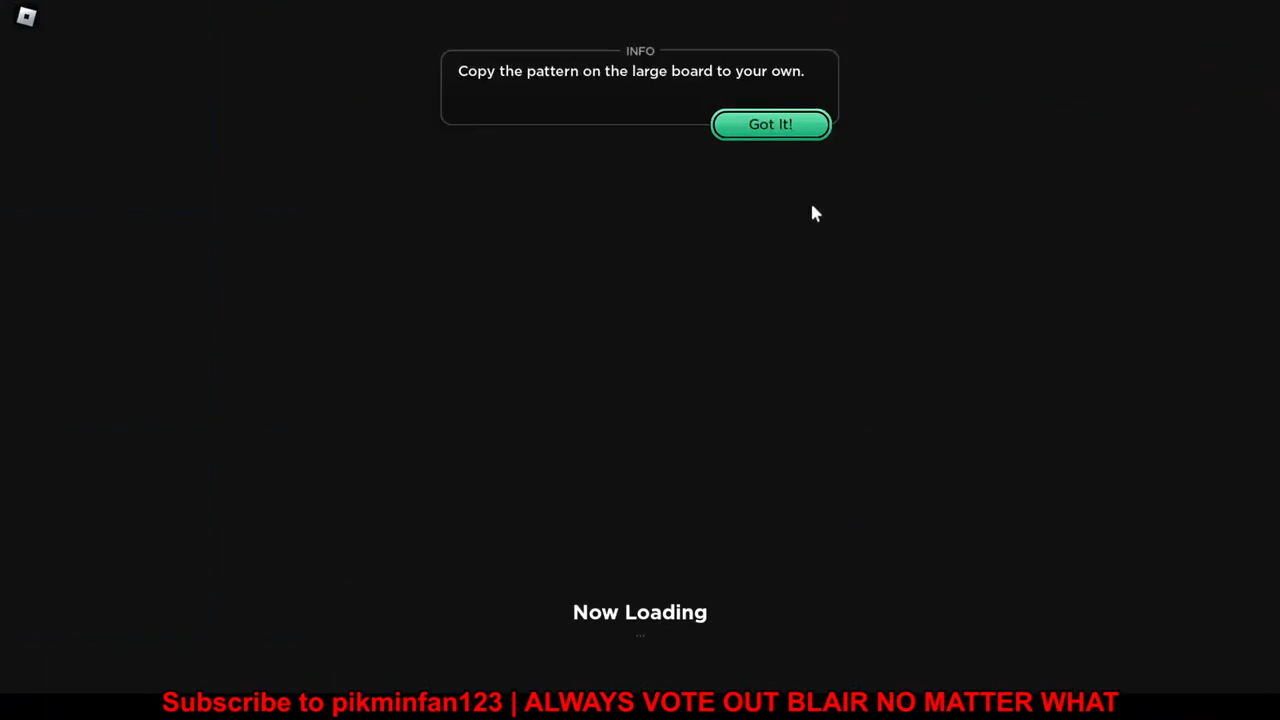 INFO
Copy the pattern on the large board to your own.
Got It!
Now Loading
...
Subscribe to pikminfan123 | ALWAYS VOTE OUT BLAIR NO MATTER WHAT